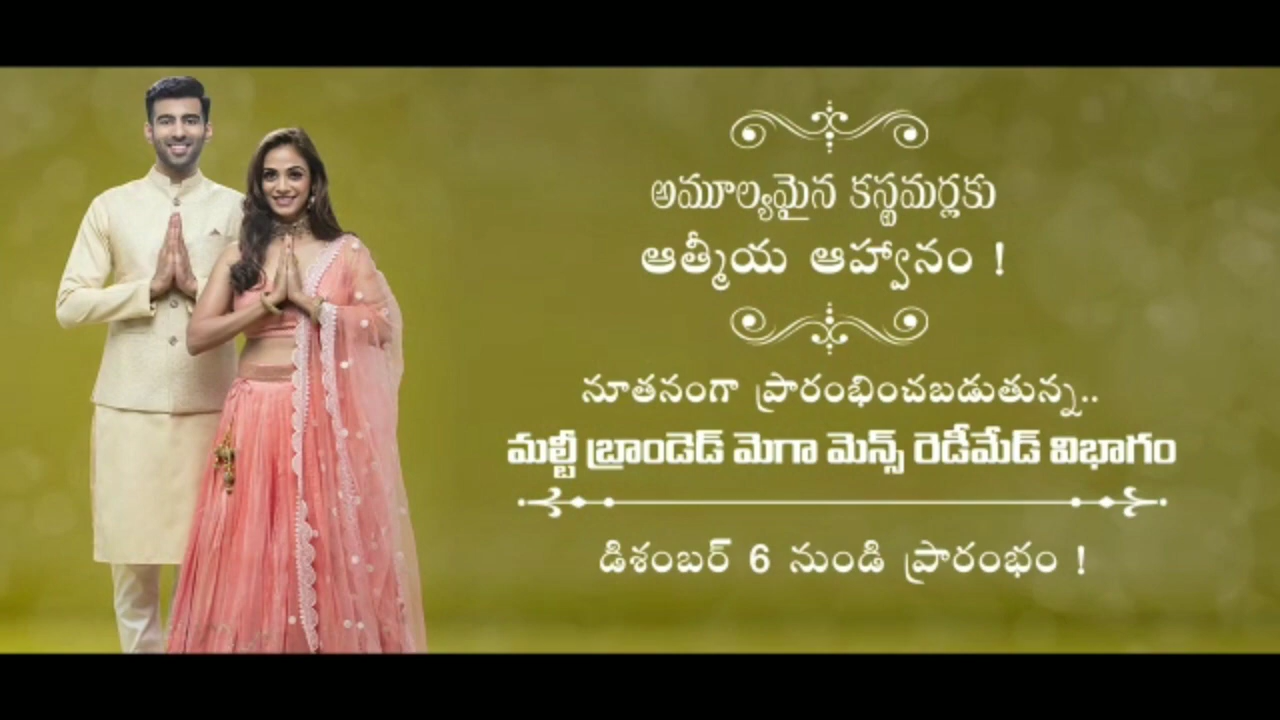 అమూల్యమైన కస్టమర్లకు
ఆత్మీయ ఆహ్వానం !
నూతనంగా ప్రారంభించబడుతున్న..
మల్టీ బ్రాండెడ్ మెగా మెన్స్ రెడీమేడ్ విభాగం
డిశంబర్ 6 నుండి ప్రారంభం !